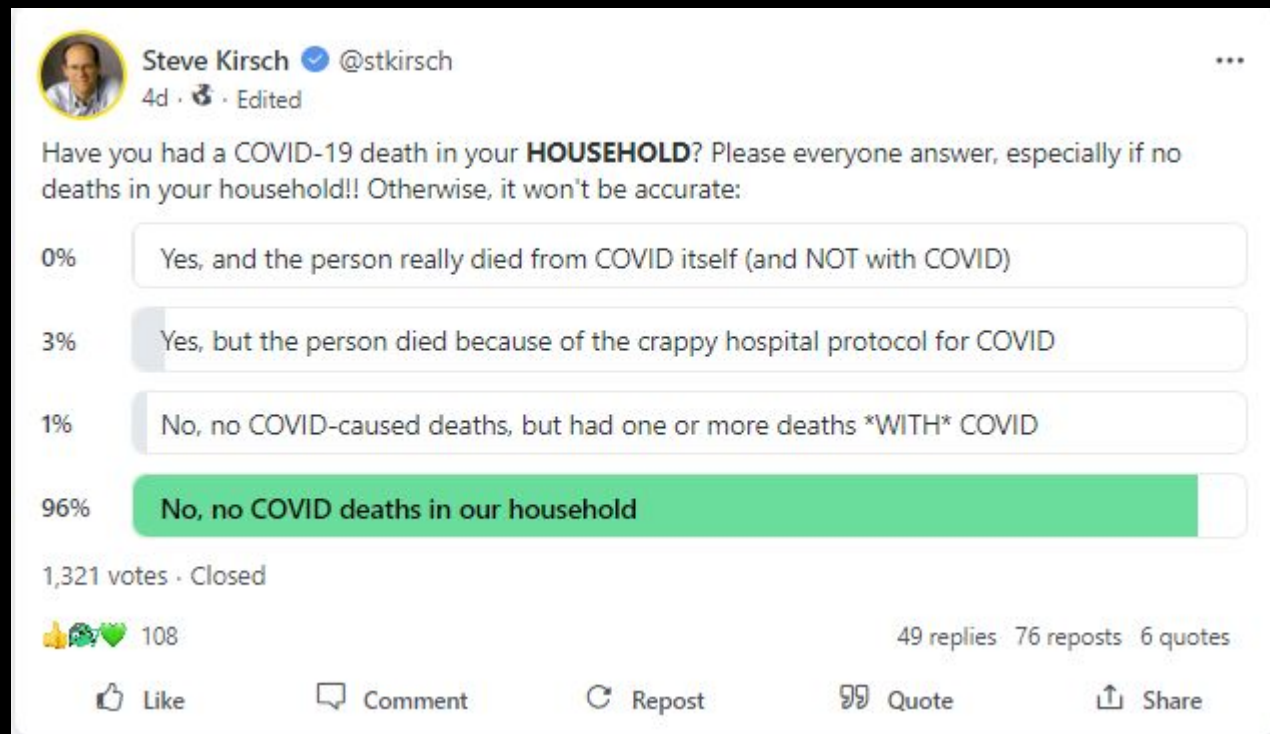 Steve Kirsch @stkirsch
4d · Edited
Have you had a COVID-19 death in your HOUSEHOLD? Please everyone answer, especially if no
deaths in your household!! Otherwise, it won't be accurate:
0% Yes, and the person really died from COVID itself (and NOT with COVID)
3% Yes, but the person died because of the crappy hospital protocol for COVID
1% No, no COVID-caused deaths, but had one or more deaths *WITH* COVID
96% No, no COVID deaths in our household
1,321 votes · Closed
108 49 replies 76 reposts 6 quotes
Like Comment Repost Quote Share